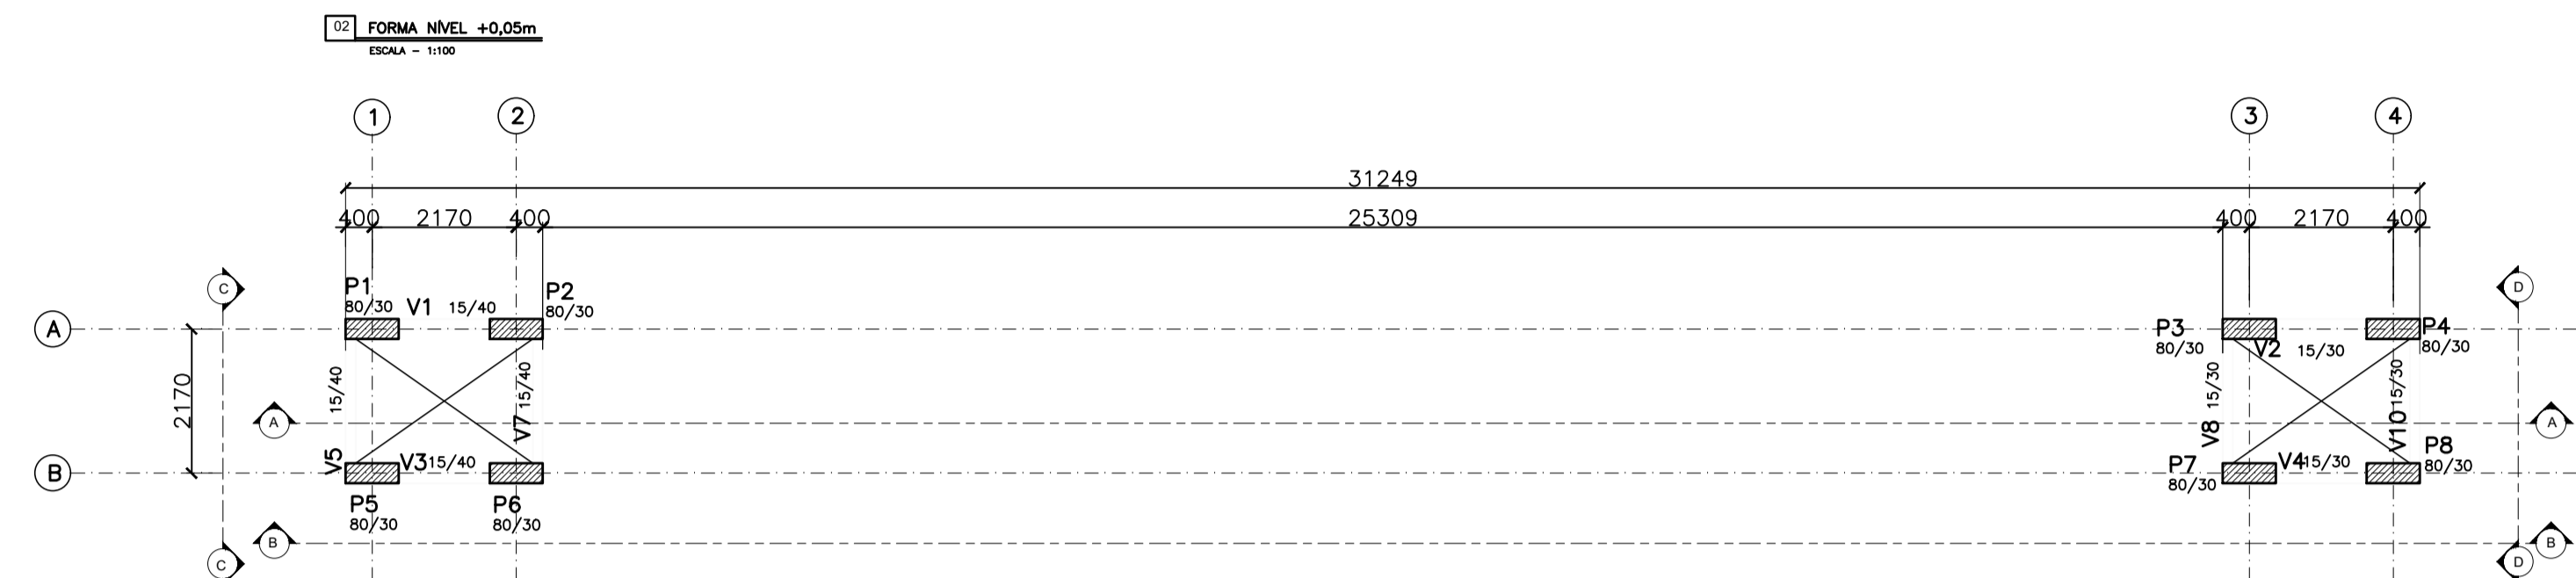 02 FORMA NÍVEL +0,05m
ESCALA - 1:100
1 2 3 4
31249
400 2170 400 25309 400 2170 400
C D
P1 P2
80/30 V1 15/40 80/30
A P3 P4
80/30 V2 15/30 80/30
2170 15/40 15/40 15/30 15/30
A V7 V8 V10 A
B V5 V3 15/40 P7 V4 15/30 P8
80/30 80/30
P5 P6
80/30 80/30
B B
C D